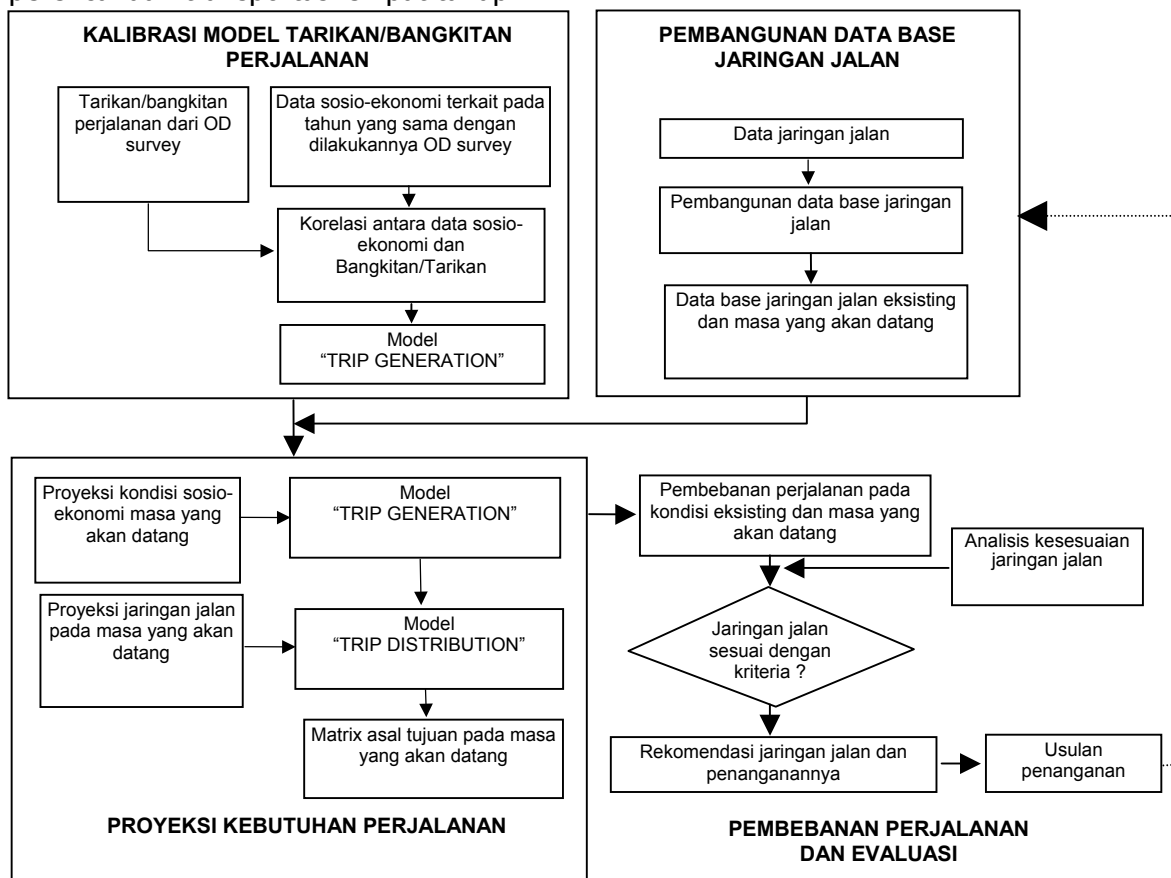 KALIBRASI MODEL TARIKAN/BANGKITAN
PERJALANAN
Tarikan/bangkitan
perjalanan dari OD
survey
Data sosio-ekonomi terkait pada
tahun yang sama dengan
dilakukannya OD survey
Korelasi antara data sosio-
ekonomi dan
Bangkitan/Tarikan
Model
“TRIP GENERATION”
PEMBANGUNAN DATA BASE
JARINGAN JALAN
Data jaringan jalan
Pembangunan data base jaringan
jalan
Data base jaringan jalan eksisting
dan masa yang akan datang
Proyeksi kondisi sosio-
ekonomi masa yang
akan datang
Model
“TRIP GENERATION”
Proyeksi jaringan jalan
pada masa yang akan
datang
Model
“TRIP DISTRIBUTION”
Matrix asal tujuan pada masa
yang akan datang
PROYEKSI KEBUTUHAN PERJALANAN
Pembebanan perjalanan pada
kondisi eksisting dan masa yang
akan datang
Analisis kesesuaian
jaringan jalan
Jaringan jalan
sesuai dengan
kriteria ?
Rekomendasi jaringan jalan dan
penanganannya
Usulan
penanganan
PEMBEBANAN PERJALANAN
DAN EVALUASI